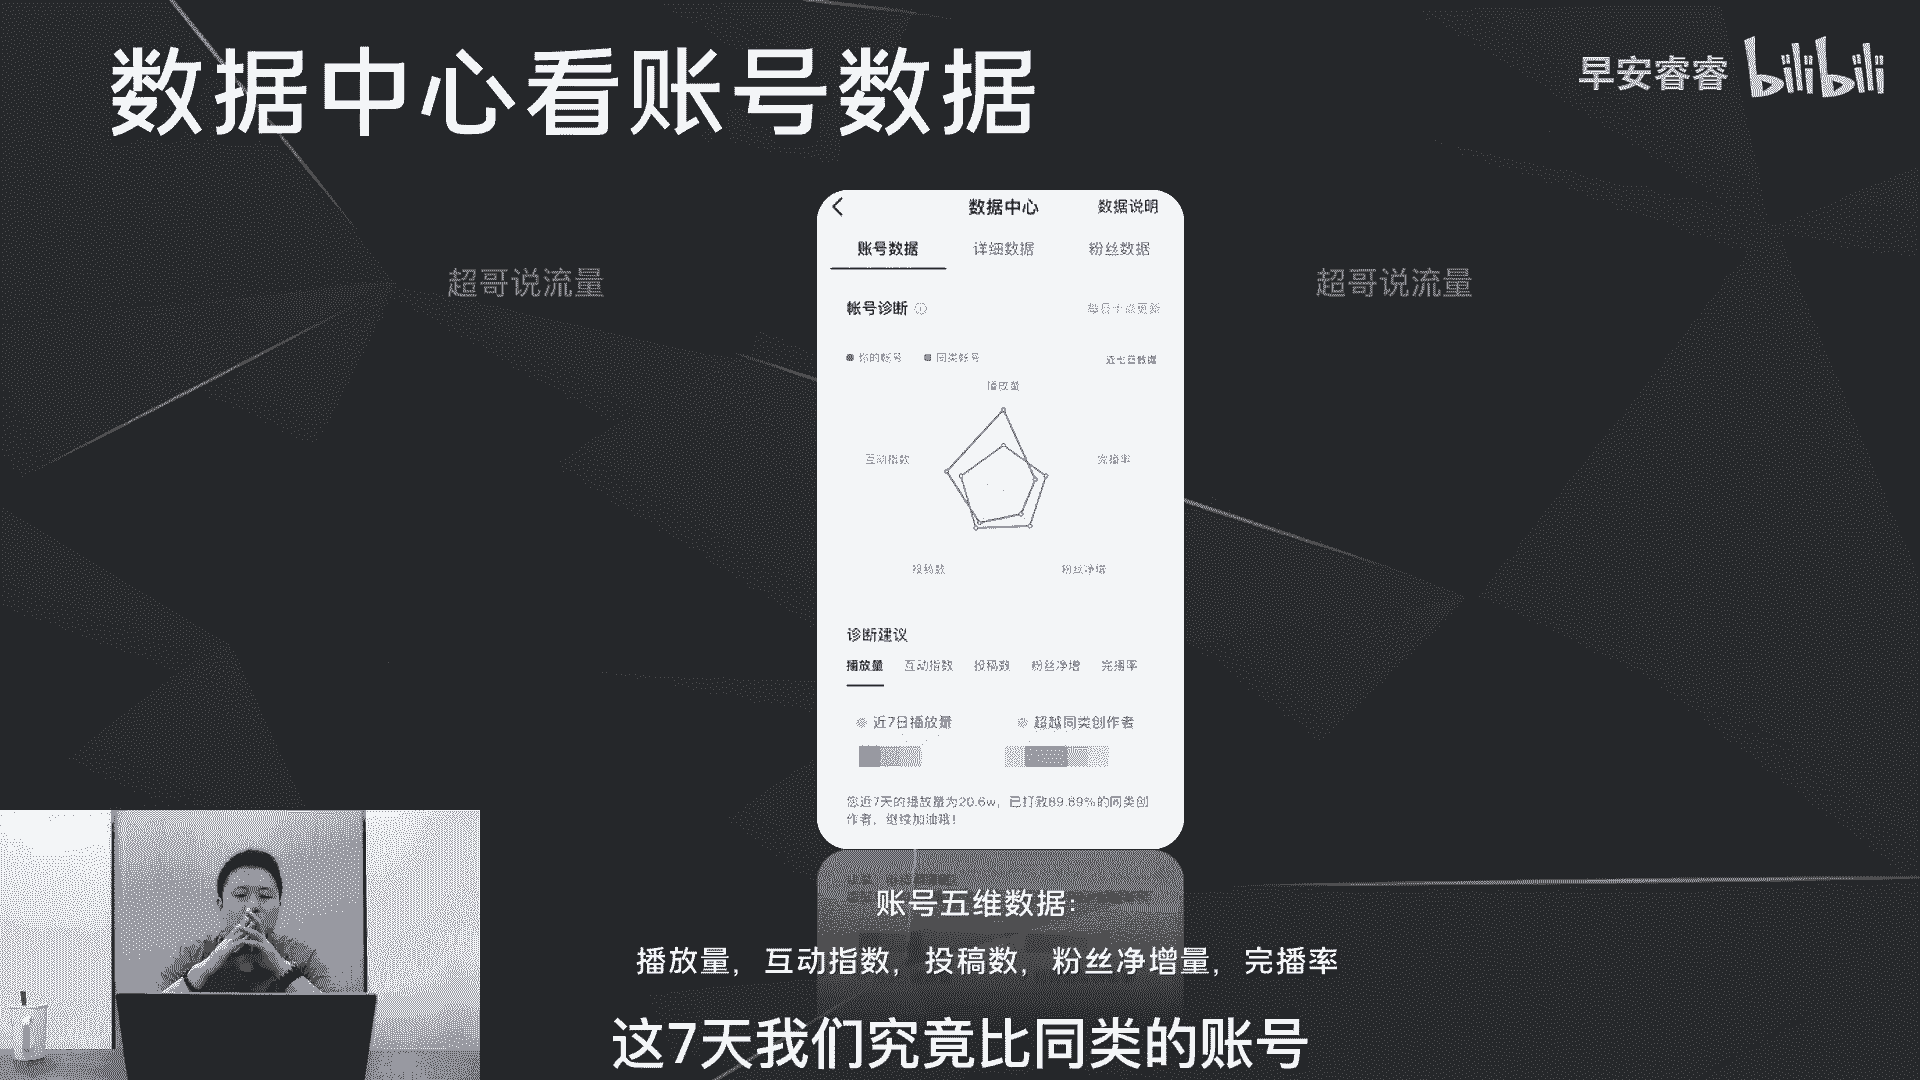 数据中心看账号数据
早安睿睿 bilibili
数据中心 数据说明
账号数据 详细数据 粉丝数据
超哥说流量 超哥说流量
帐号诊断 每日十点更新
你的帐号 同类帐号 近七日数据
播放量
互动指数 完播率
投稿数 粉丝净增
诊断建议
播放量 互动指数 投稿数 粉丝净增 完播率
近7日播放量 超越同类创作者
您近7天的播放量为20.6w，已打败89.89%的同类创
作者，继续加油哦！
账号五维数据：
播放量，互动指数，投稿数，粉丝净增量，完播率
这7天我们究竟比同类的账号